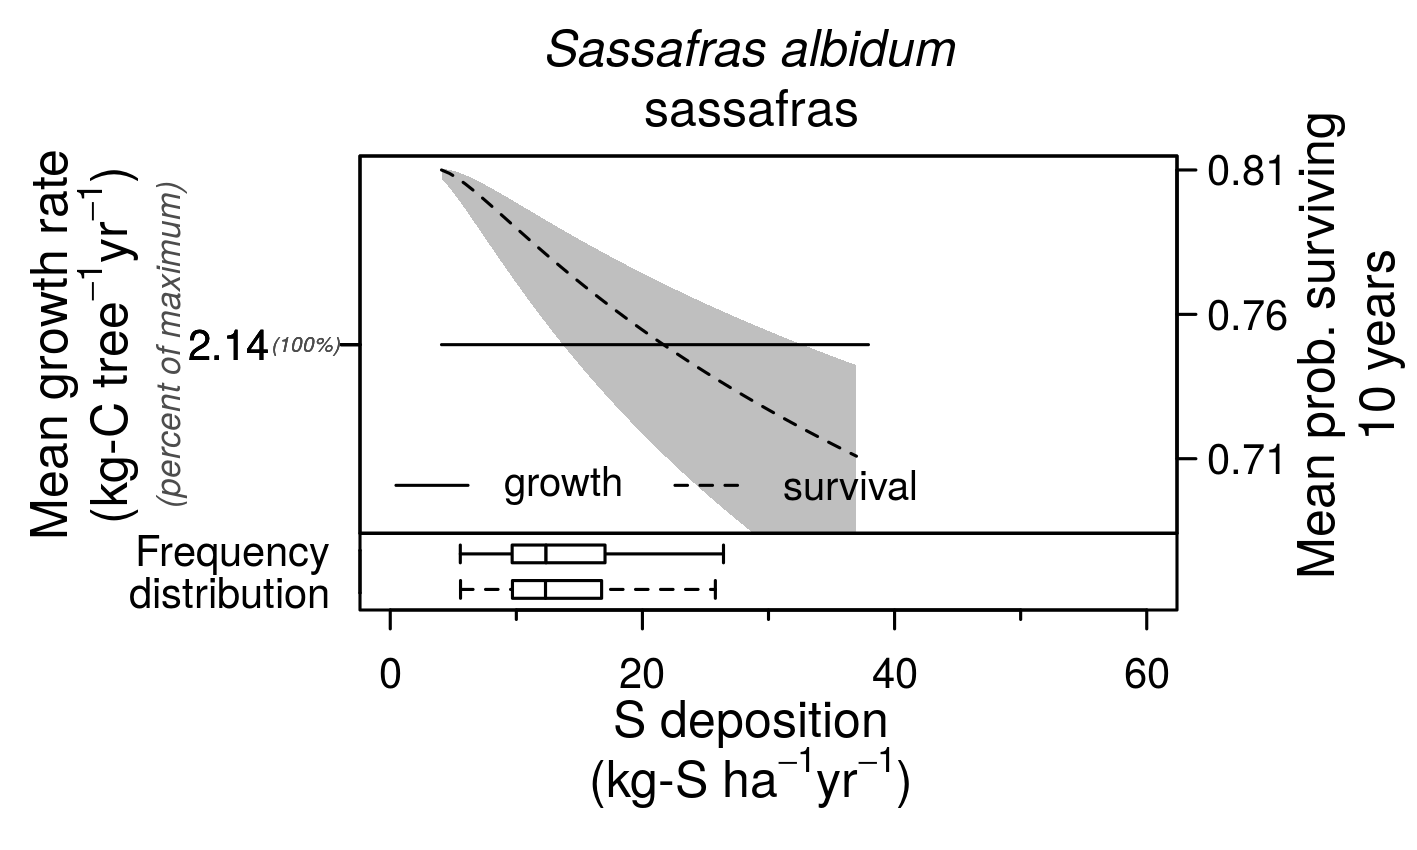 Sassafras albidum
sassafras
Mean growth rate
(kg-C tree⁻¹yr⁻¹)
(percent of maximum)
2.14 (100%)
0.81
0.76
0.71
Mean prob. surviving
10 years
growth
survival
Frequency
distribution
0
20
40
60
S deposition
(kg-S ha⁻¹yr⁻¹)